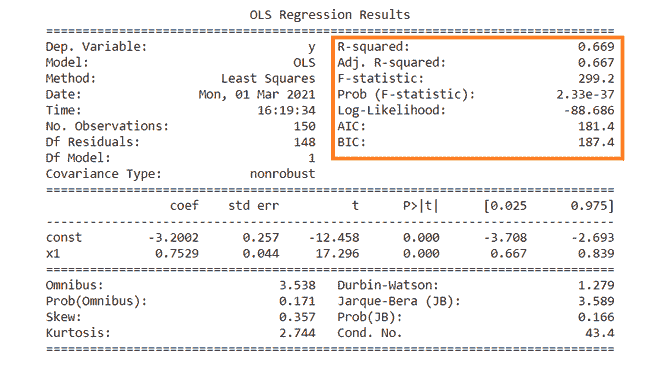 OLS Regression Results
==============================================================================
Dep. Variable: y R-squared: 0.669
Model: OLS Adj. R-squared: 0.667
Method: Least Squares F-statistic: 299.2
Date: Mon, 01 Mar 2021 Prob (F-statistic): 2.33e-37
Time: 16:19:34 Log-Likelihood: -88.686
No. Observations: 150 AIC: 181.4
Df Residuals: 148 BIC: 187.4
Df Model: 1
Covariance Type: nonrobust
==============================================================================
coef std err t P>|t| [0.025 0.975]
------------------------------------------------------------------------------
const -3.2002 0.257 -12.458 0.000 -3.708 -2.693
x1 0.7529 0.044 17.296 0.000 0.667 0.839
==============================================================================
Omnibus: 3.538 Durbin-Watson: 1.279
Prob(Omnibus): 0.171 Jarque-Bera (JB): 3.589
Skew: 0.357 Prob(JB): 0.166
Kurtosis: 2.744 Cond. No. 43.4
==============================================================================